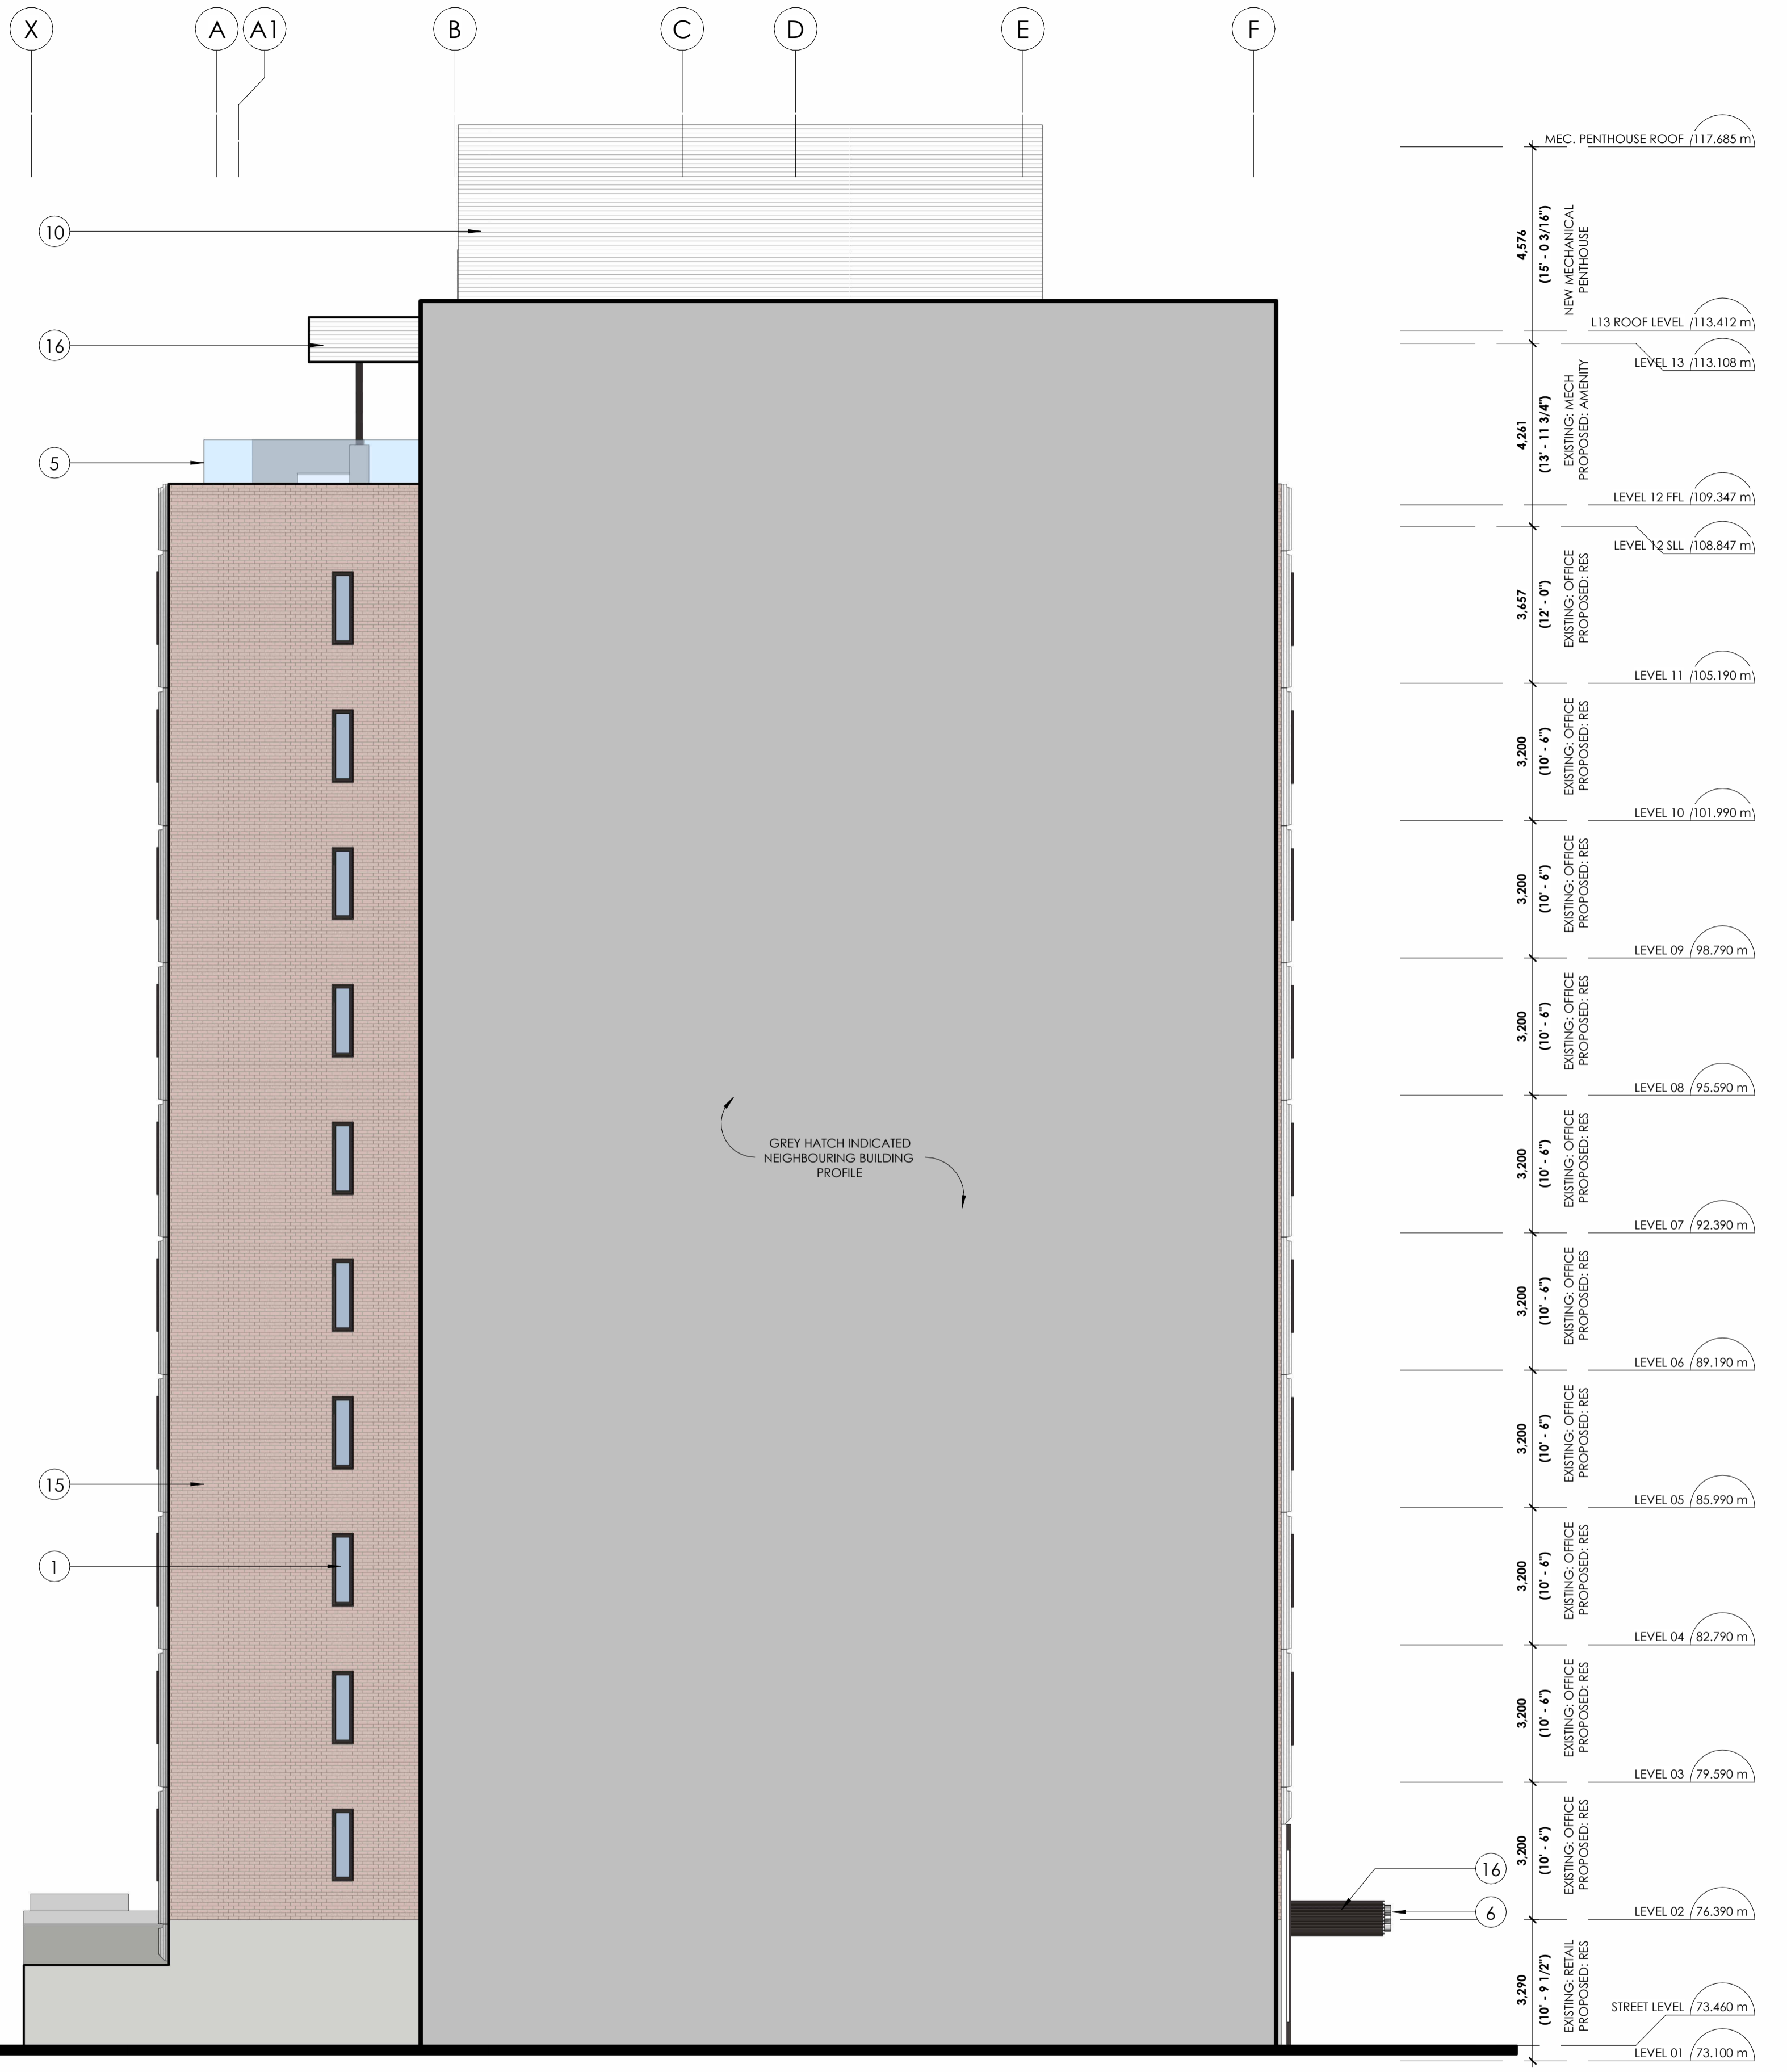 X
A
A1
B
C
D
E
F
MEC. PENTHOUSE ROOF 117.685 m
4,576
(15' - 0 3/16")
NEW MECHANICAL
PENTHOUSE
10
L13 ROOF LEVEL 113.412 m
16
LEVEL 13 113.108 m
4,261
(13' - 11 3/4")
EXISTING: MECH
PROPOSED: AMENITY
5
LEVEL 12 FFL 109.347 m
LEVEL 12 SLL 108.847 m
3,657
(12' - 0")
EXISTING: OFFICE
PROPOSED: RES
LEVEL 11 105.190 m
3,200
(10' - 6")
EXISTING: OFFICE
PROPOSED: RES
LEVEL 10 101.990 m
3,200
(10' - 6")
EXISTING: OFFICE
PROPOSED: RES
LEVEL 09 98.790 m
3,200
(10' - 6")
EXISTING: OFFICE
PROPOSED: RES
LEVEL 08 95.590 m
GREY HATCH INDICATED
NEIGHBOURING BUILDING
PROFILE
3,200
(10' - 6")
EXISTING: OFFICE
PROPOSED: RES
LEVEL 07 92.390 m
3,200
(10' - 6")
EXISTING: OFFICE
PROPOSED: RES
LEVEL 06 89.190 m
3,200
(10' - 6")
EXISTING: OFFICE
PROPOSED: RES
15
LEVEL 05 85.990 m
1
3,200
(10' - 6")
EXISTING: OFFICE
PROPOSED: RES
LEVEL 04 82.790 m
3,200
(10' - 6")
EXISTING: OFFICE
PROPOSED: RES
LEVEL 03 79.590 m
3,200
(10' - 6")
EXISTING: OFFICE
PROPOSED: RES
16
6
LEVEL 02 76.390 m
3,290
(10' - 9 1/2")
EXISTING: RETAIL
PROPOSED: RES
STREET LEVEL 73.460 m
LEVEL 01 73.100 m